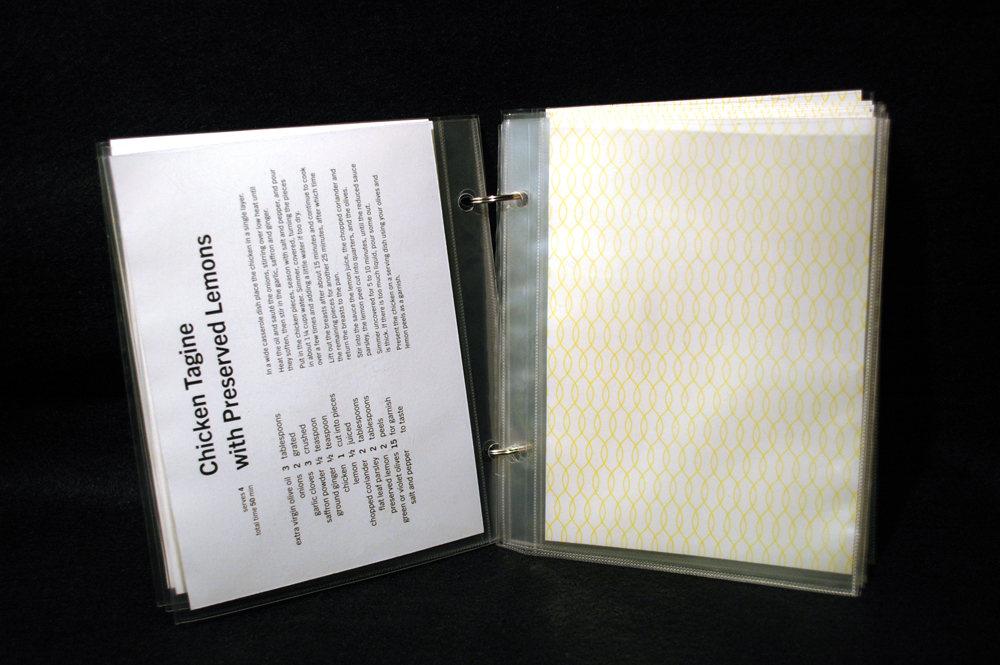 Chicken Tagine
with Preserved Lemons
serves 4
total time 50 min
extra virgin olive oil 3 tablespoons
onions 2 grated
garlic cloves 3 crushed
saffron powder ½ teaspoon
ground ginger ½ teaspoon
chicken 1 cut into pieces
lemon ½ juiced
chopped coriander 2 tablespoons
flat leaf parsley 2 tablespoons
preserved lemon 2 peels
green or violet olives 15 for garnish
salt and pepper to taste
In a wide casserole dish place the chicken in a single layer.
Heat the oil and sauté the onions, stirring over low heat until
they soften, then stir in the garlic, saffron and ginger.
Put in the chicken pieces, season with salt and pepper, and pour
in about 1¼ cups water. Simmer, covered, turning the pieces
over a few times and adding a little water if too dry.
Lift out the breasts after about 15 minutes and continue to cook
the remaining pieces for another 25 minutes, after which time
return the breasts to the pan.
Stir into the sauce the lemon juice, the chopped coriander and
parsley, the lemon peel cut into quarters, and the olives.
Simmer uncovered for 5 to 10 minutes, until the reduced sauce
is thick. If there is too much liquid, pour some out.
Present the chicken on a serving dish using your olives and
lemon peels as a garnish.